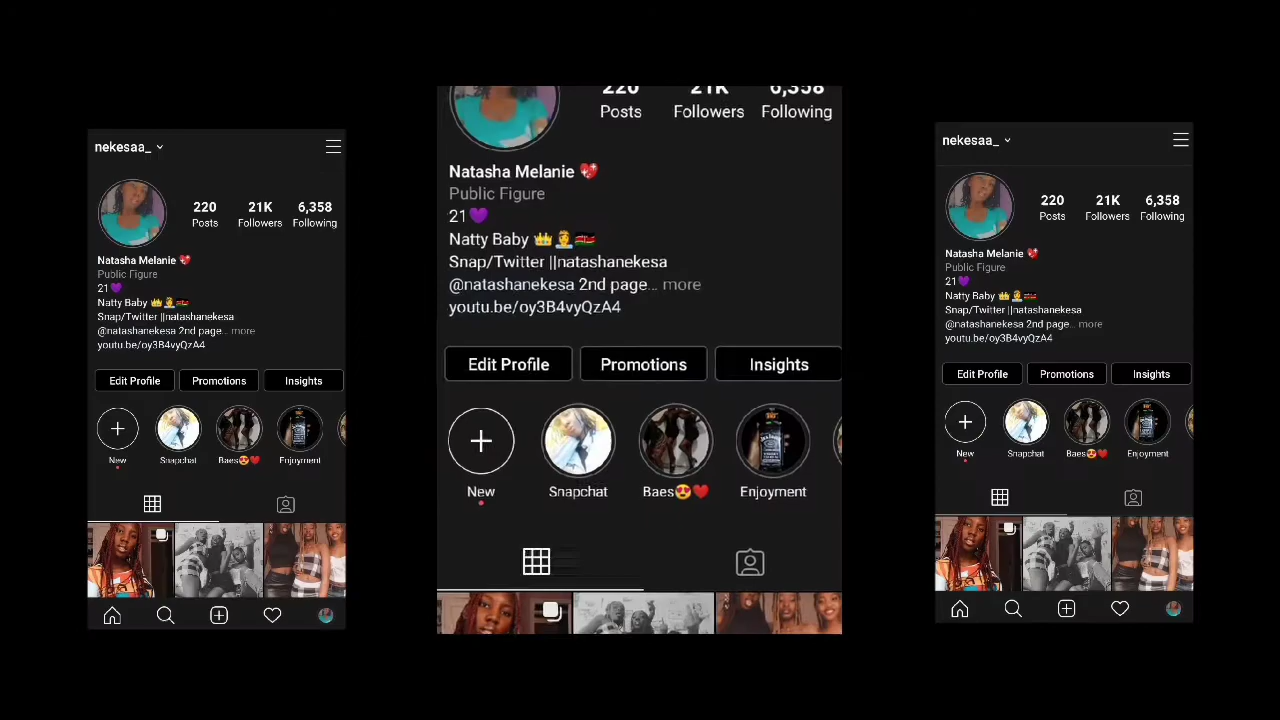 nekesaa_
220 21K 6,358
Posts Followers Following
Natasha Melanie 💖
Public Figure
21💜
Natty Baby 👑💆🇰🇪
Snap/Twitter ||natashanekesa
@natashanekesa 2nd page... more
youtu.be/oy3B4vyQzA4
Edit Profile Promotions Insights
New Snapchat Baes😍❤️ Enjoyment
220 21K 6,358
Posts Followers Following
Natasha Melanie 💖
Public Figure
21💜
Natty Baby 👑💆🇰🇪
Snap/Twitter ||natashanekesa
@natashanekesa 2nd page... more
youtu.be/oy3B4vyQzA4
Edit Profile Promotions Insights
New Snapchat Baes😍❤️ Enjoyment
nekesaa_
220 21K 6,358
Posts Followers Following
Natasha Melanie 💖
Public Figure
21💜
Natty Baby 👑💆🇰🇪
Snap/Twitter ||natashanekesa
@natashanekesa 2nd page... more
youtu.be/oy3B4vyQzA4
Edit Profile Promotions Insights
New Snapchat Baes😍❤️ Enjoyment